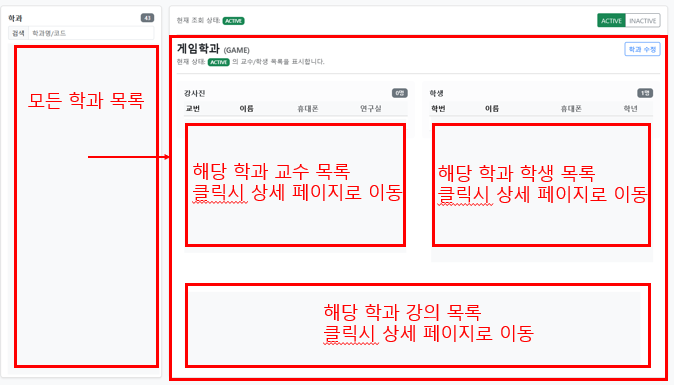 학과 43
검색 학과명/코드
모든 학과 목록
현재 조회 상태: ACTIVE
ACTIVE INACTIVE
게임학과 (GAME)
학과 수정
현재 상태: ACTIVE 의 교수/학생 목록을 표시합니다.
강사진 0명
교번 이름 휴대폰 연구실
해당 학과 교수 목록
클릭시 상세 페이지로 이동
학생 1명
학번 이름 휴대폰 학년
해당 학과 학생 목록
클릭시 상세 페이지로 이동
해당 학과 강의 목록
클릭시 상세 페이지로 이동